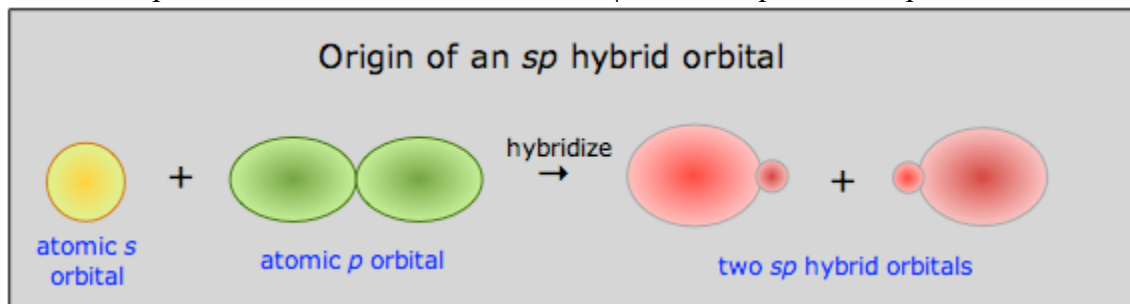 Origin of an sp hybrid orbital
hybridize
+ → +
atomic s
orbital
atomic p orbital
two sp hybrid orbitals